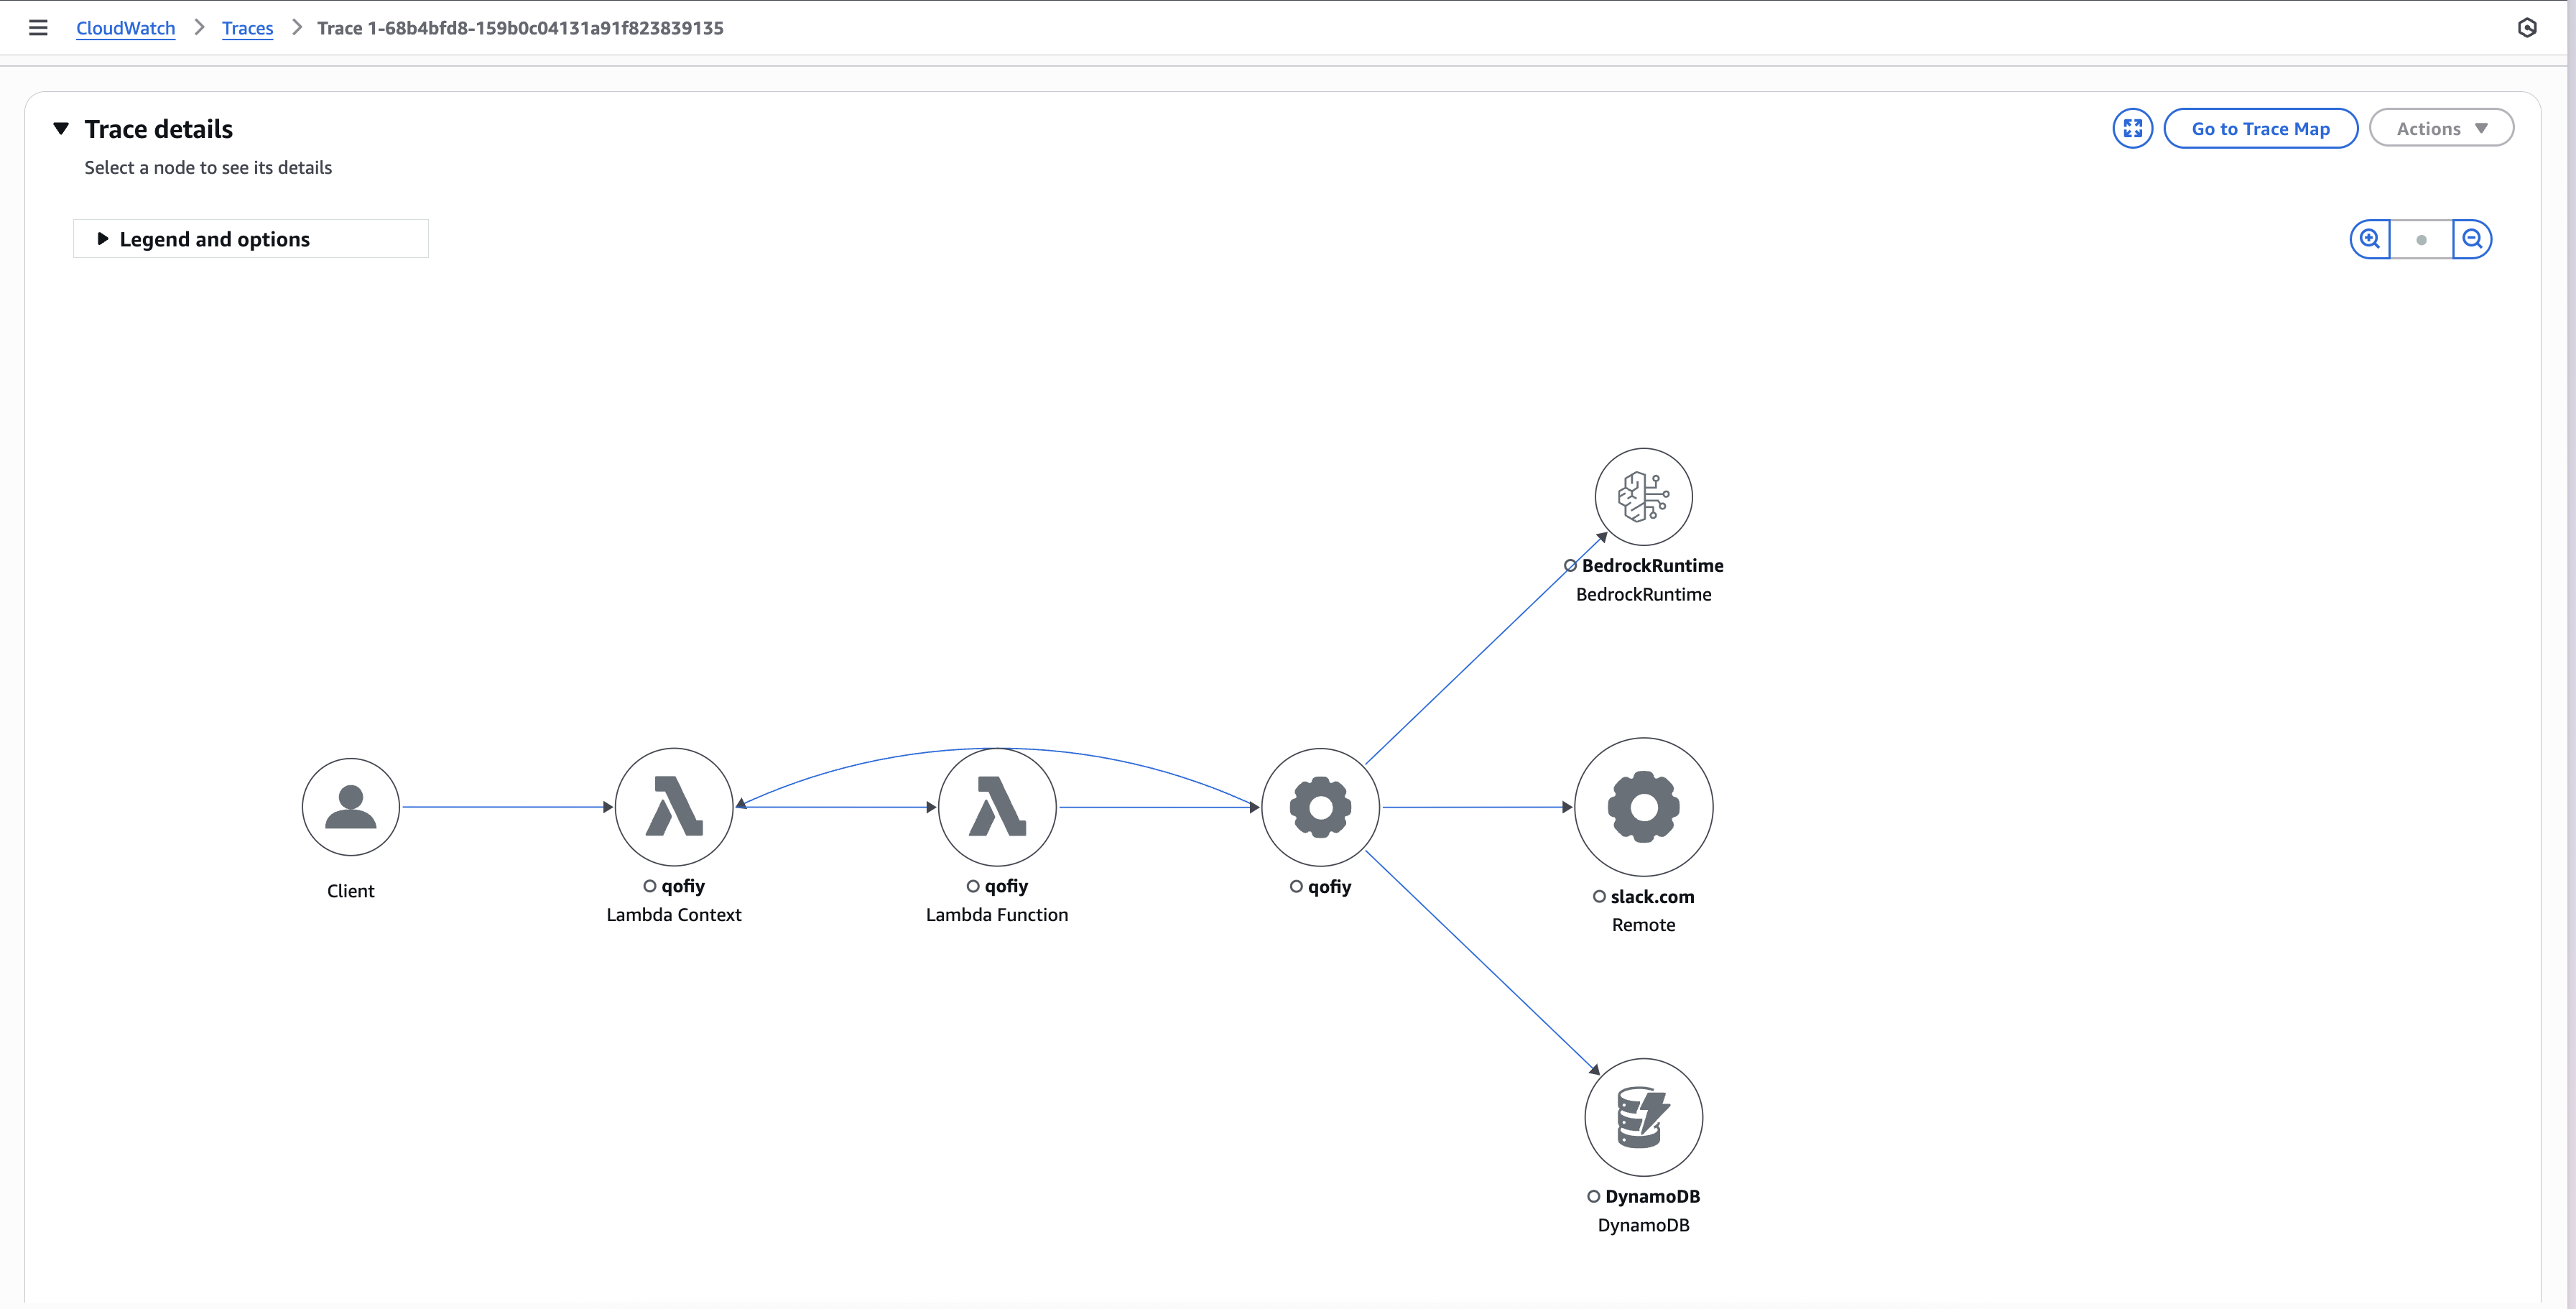 CloudWatch > Traces > Trace 1-68b4bfd8-159b0c04131a91f823839135
Trace details
Go to Trace Map
Actions
Select a node to see its details
Legend and options
BedrockRuntime
BedrockRuntime
Client
qofiy
Lambda Context
qofiy
Lambda Function
qofiy
slack.com
Remote
DynamoDB
DynamoDB